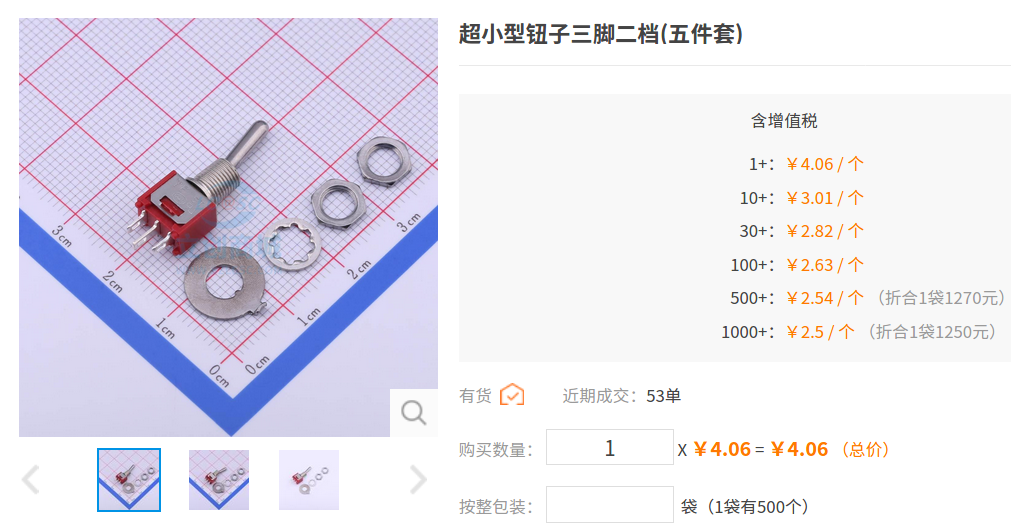 超小型钮子三脚二档(五件套)
含增值税
1+：￥4.06 / 个
10+：￥3.01 / 个
30+：￥2.82 / 个
100+：￥2.63 / 个
500+：￥2.54 / 个（折合1袋1270元）
1000+：￥2.5 / 个（折合1袋1250元）
3cm
2cm
1cm
0cm
0cm
1cm
2cm
3cm
有货 近期成交：53单
购买数量： 1 X ￥4.06 = ￥4.06（总价）
按整包装： 袋（1袋有500个）